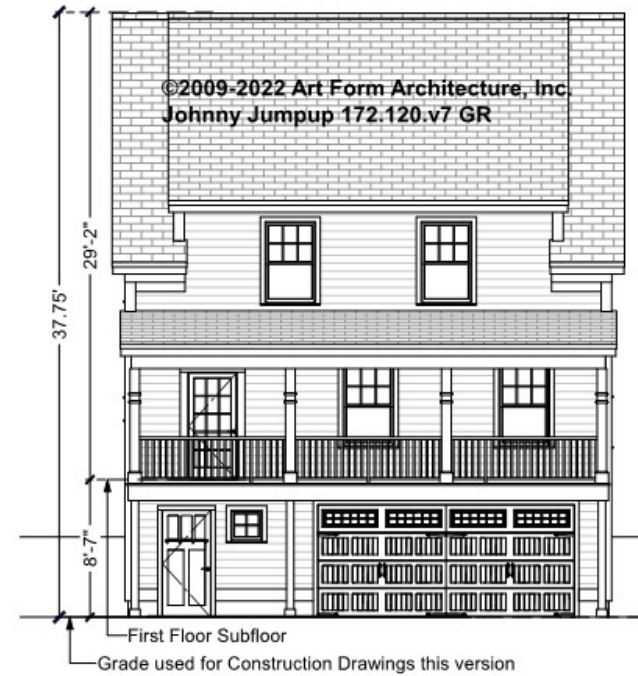 ©2009-2022 Art Form Architecture, Inc.
Johnny Jumpup 172.120.v7 GR
29'-2"
37.75'
8'-7"
First Floor Subfloor
Grade used for Construction Drawings this version